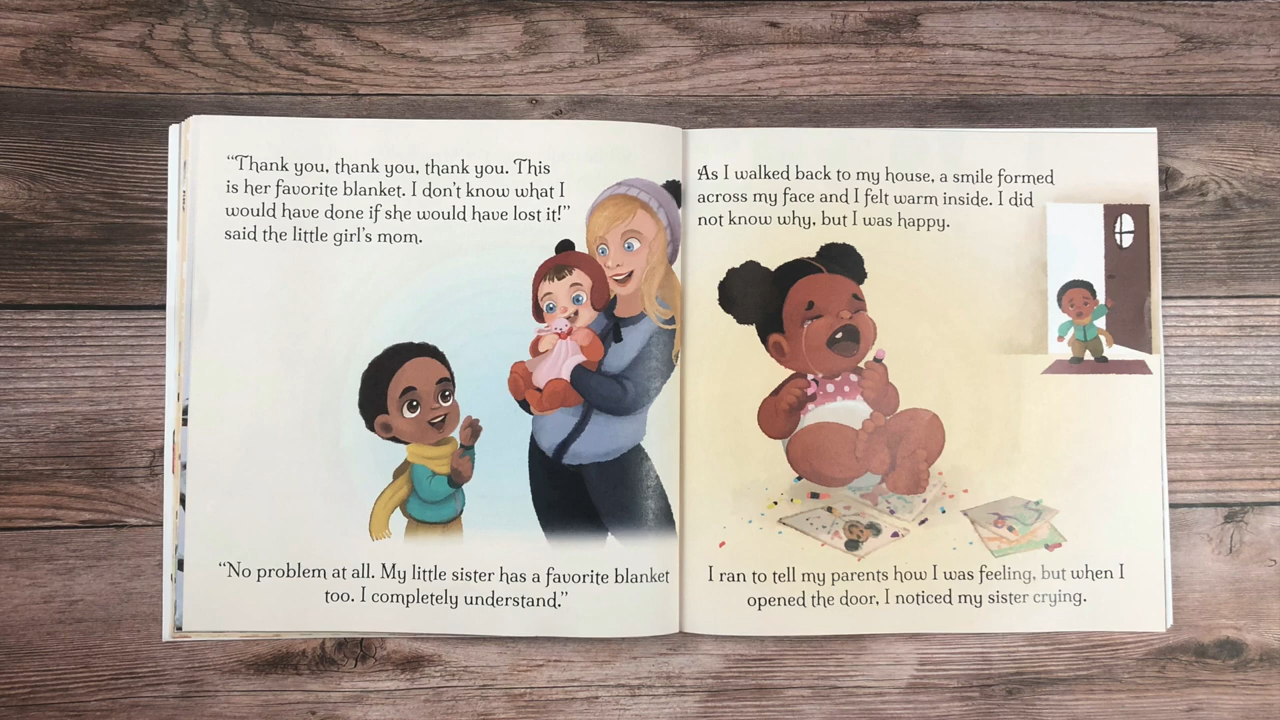 “Thank you, thank you, thank you. This
is her favorite blanket. I don’t know what I
would have done if she would have lost it!”
said the little girl’s mom.
“No problem at all. My little sister has a favorite blanket
too. I completely understand.”
As I walked back to my house, a smile formed
across my face and I felt warm inside. I did
not know why, but I was happy.
I ran to tell my parents how I was feeling, but when I
opened the door, I noticed my sister crying.